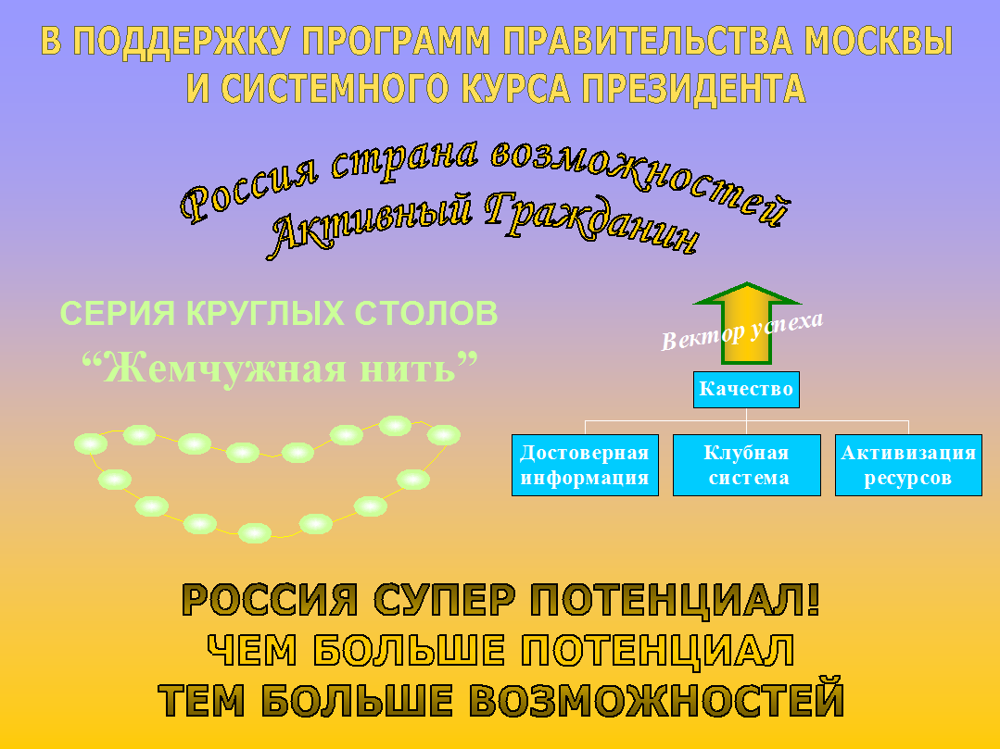 В ПОДДЕРЖКУ ПРОГРАММ ПРАВИТЕЛЬСТВА МОСКВЫ
И СИСТЕМНОГО КУРСА ПРЕЗИДЕНТА
Россия страна возможностей
Активный Гражданин
СЕРИЯ КРУГЛЫХ СТОЛОВ
“Жемчужная нить”
Вектор успеха
Качество
Достоверная
информация
Клубная
система
Активизация
ресурсов
РОССИЯ СУПЕР ПОТЕНЦИАЛ!
ЧЕМ БОЛЬШЕ ПОТЕНЦИАЛ
ТЕМ БОЛЬШЕ ВОЗМОЖНОСТЕЙ